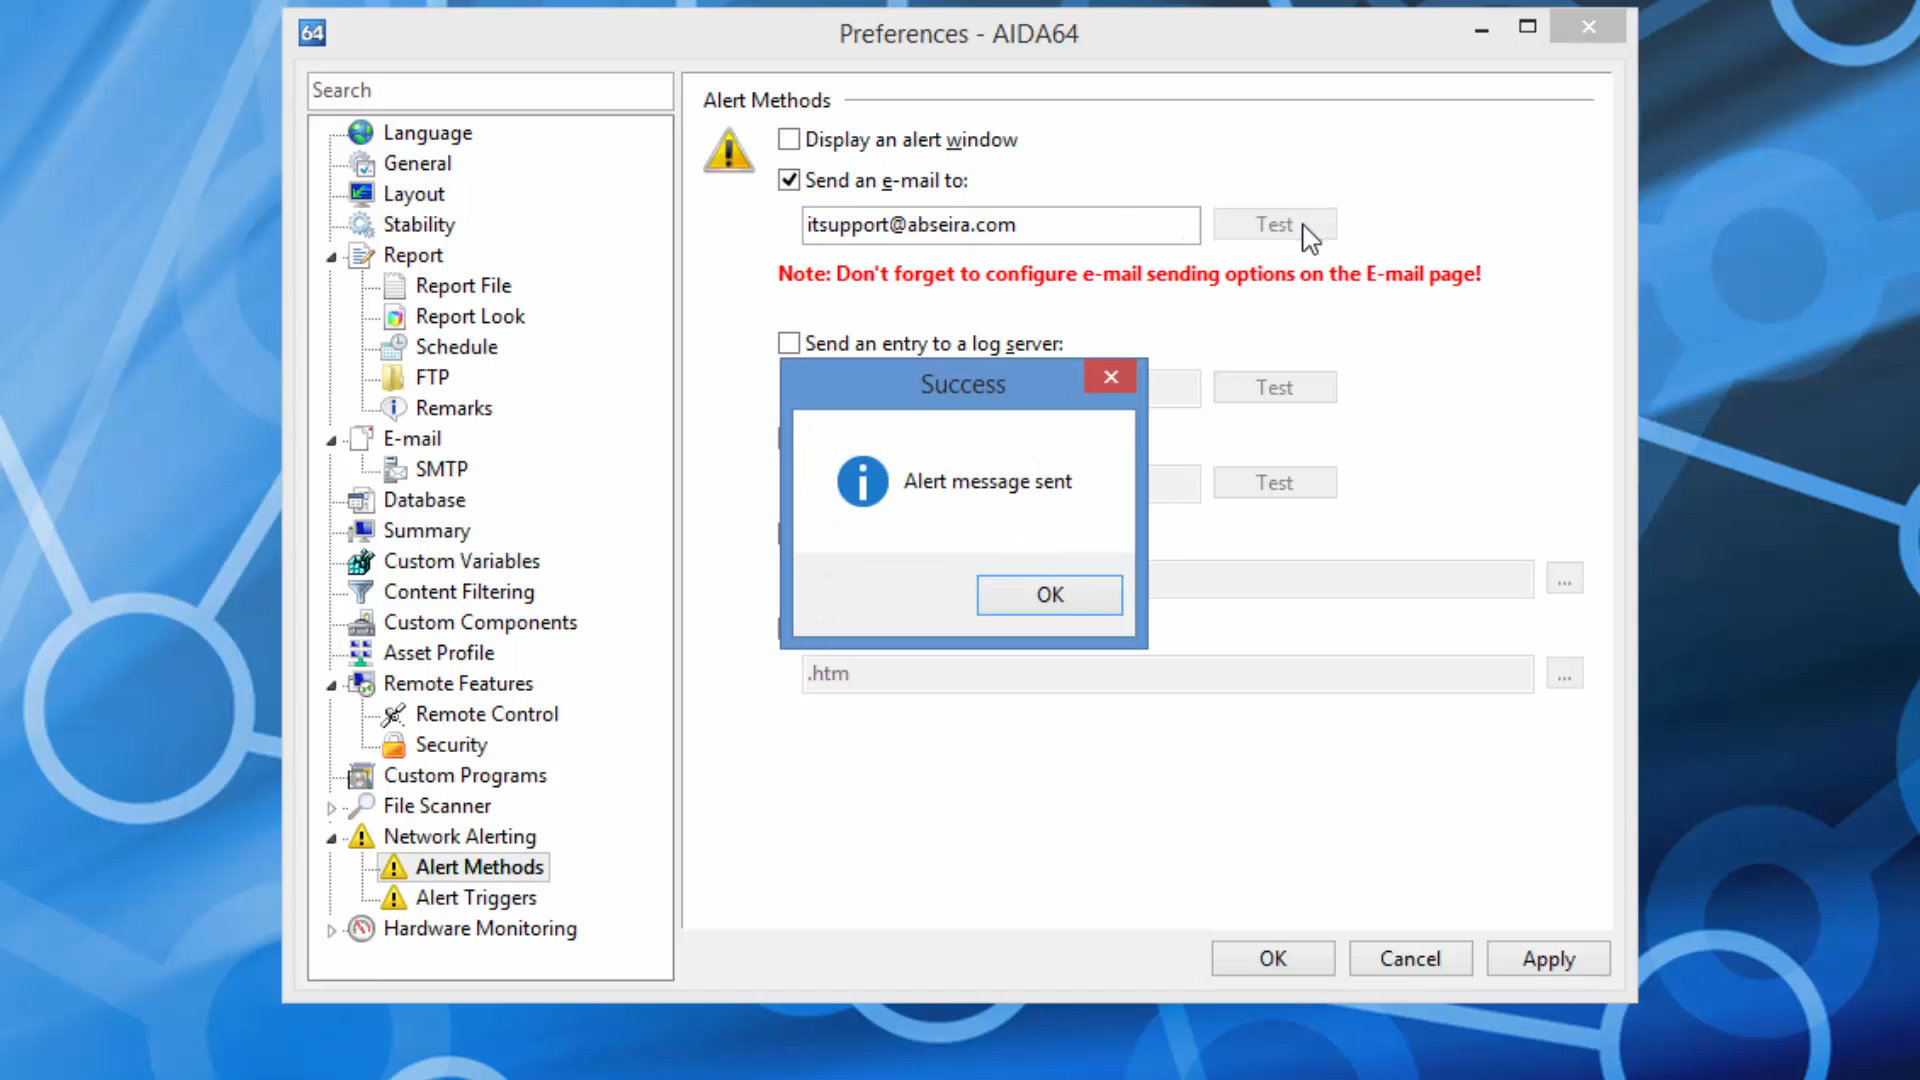 64
Preferences - AIDA64
Search
Language
General
Layout
Stability
Report
Report File
Report Look
Schedule
FTP
Remarks
E-mail
SMTP
Database
Summary
Custom Variables
Content Filtering
Custom Components
Asset Profile
Remote Features
Remote Control
Security
Custom Programs
File Scanner
Network Alerting
Alert Methods
Alert Triggers
Hardware Monitoring
Alert Methods
Display an alert window
Send an e-mail to:
itsupport@abseira.com
Test
Note: Don't forget to configure e-mail sending options on the E-mail page!
Send an entry to a log server:
Test
Test
...
.htm
...
Success
Alert message sent
OK
OK
Cancel
Apply